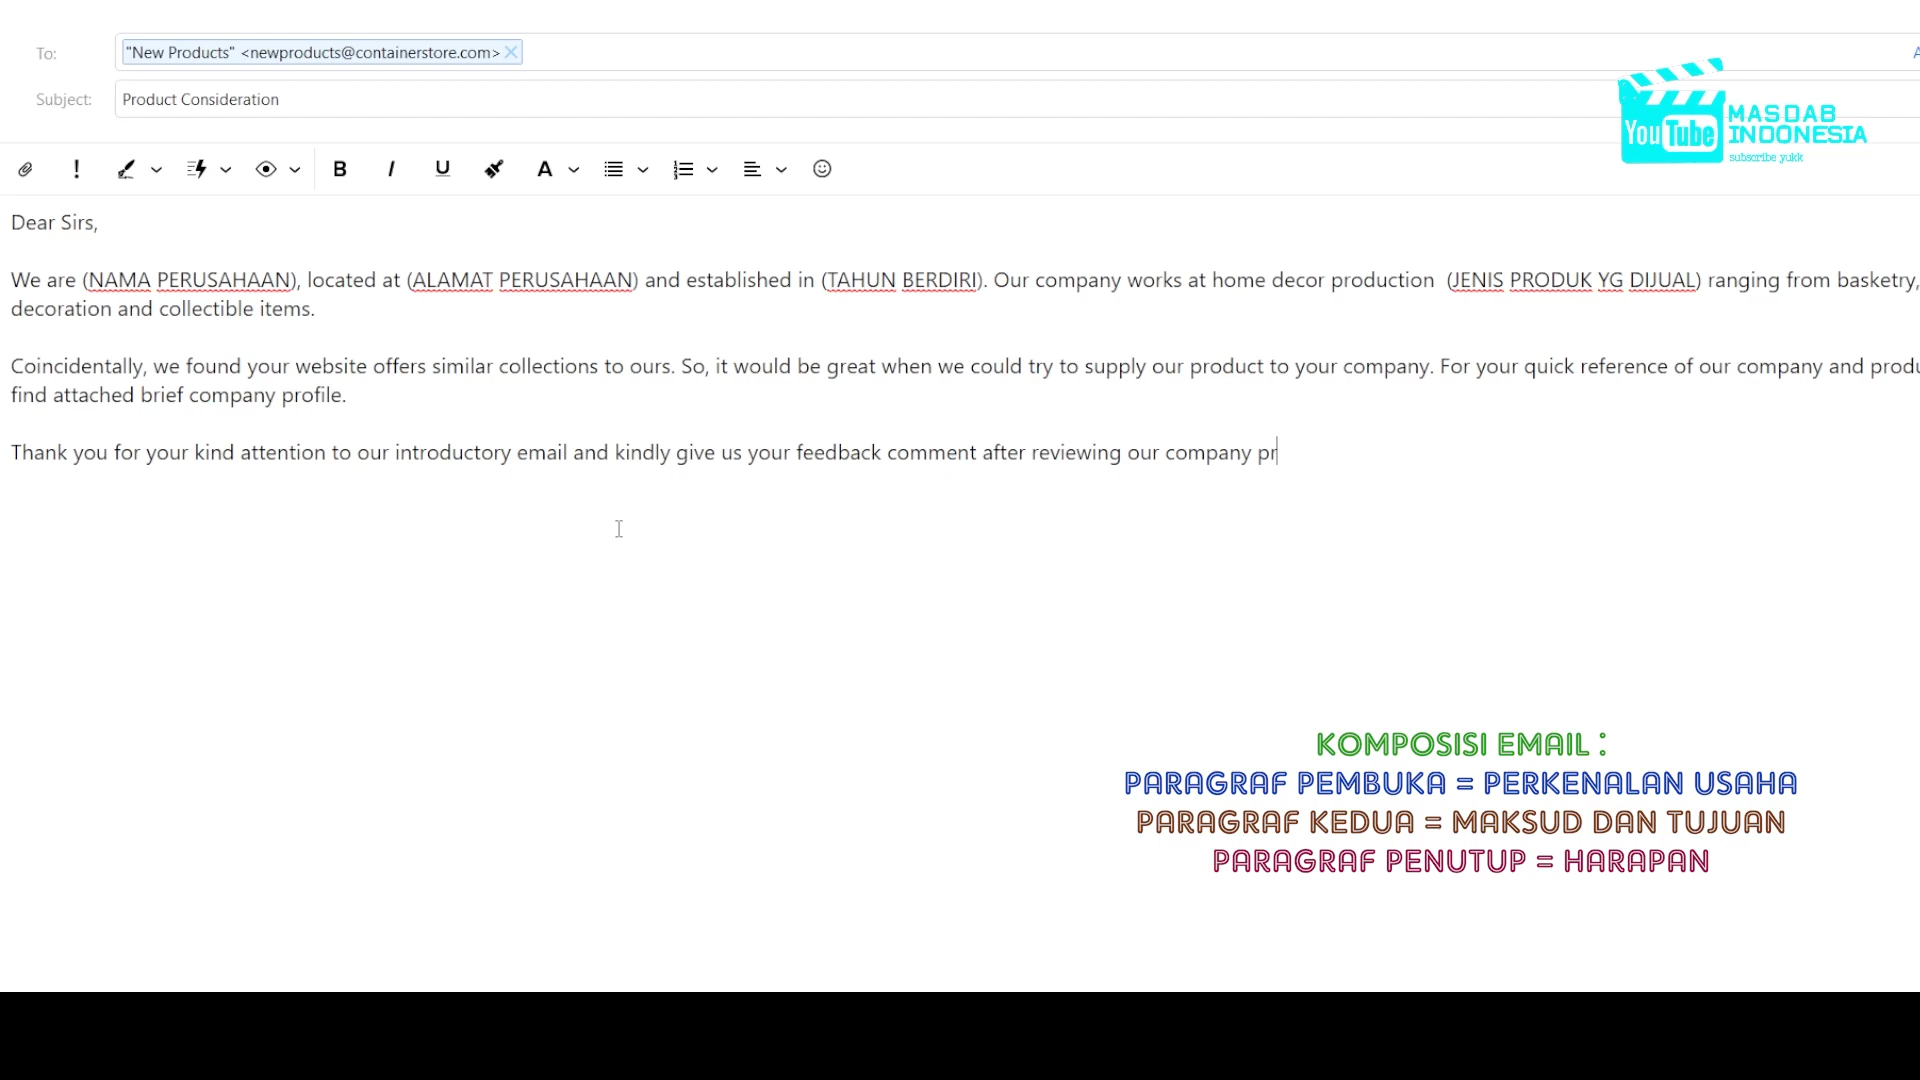 To:
"New Products" <newproducts@containerstore.com>
Subject:
Product Consideration
YouTube
MASDAB
INDONESIA
subscribe yukk
B I U A
Dear Sirs,
We are (NAMA PERUSAHAAN), located at (ALAMAT PERUSAHAAN) and established in (TAHUN BERDIRI). Our company works at home decor production (JENIS PRODUK YG DIJUAL) ranging from basketry,
decoration and collectible items.
Coincidentally, we found your website offers similar collections to ours. So, it would be great when we could try to supply our product to your company. For your quick reference of our company and
find attached brief company profile.
Thank you for your kind attention to our introductory email and kindly give us your feedback comment after reviewing our company pr
KOMPOSISI EMAIL :
PARAGRAF PEMBUKA = PERKENALAN USAHA
PARAGRAF KEDUA = MAKSUD DAN TUJUAN
PARAGRAF PENUTUP = HARAPAN